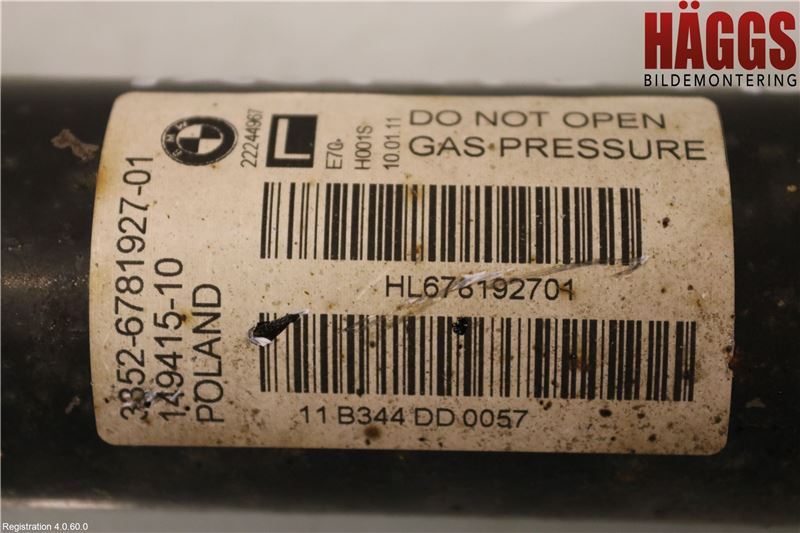 HÄGGS
BILDEMONTERING
BMW
22244967
L
E70
H001S
10.01.11
DO NOT OPEN
GAS PRESSURE
3352-6781927-01
149415-10
POLAND
HL678192701
11 B344 DD 0057
Registration 4.0.60.0